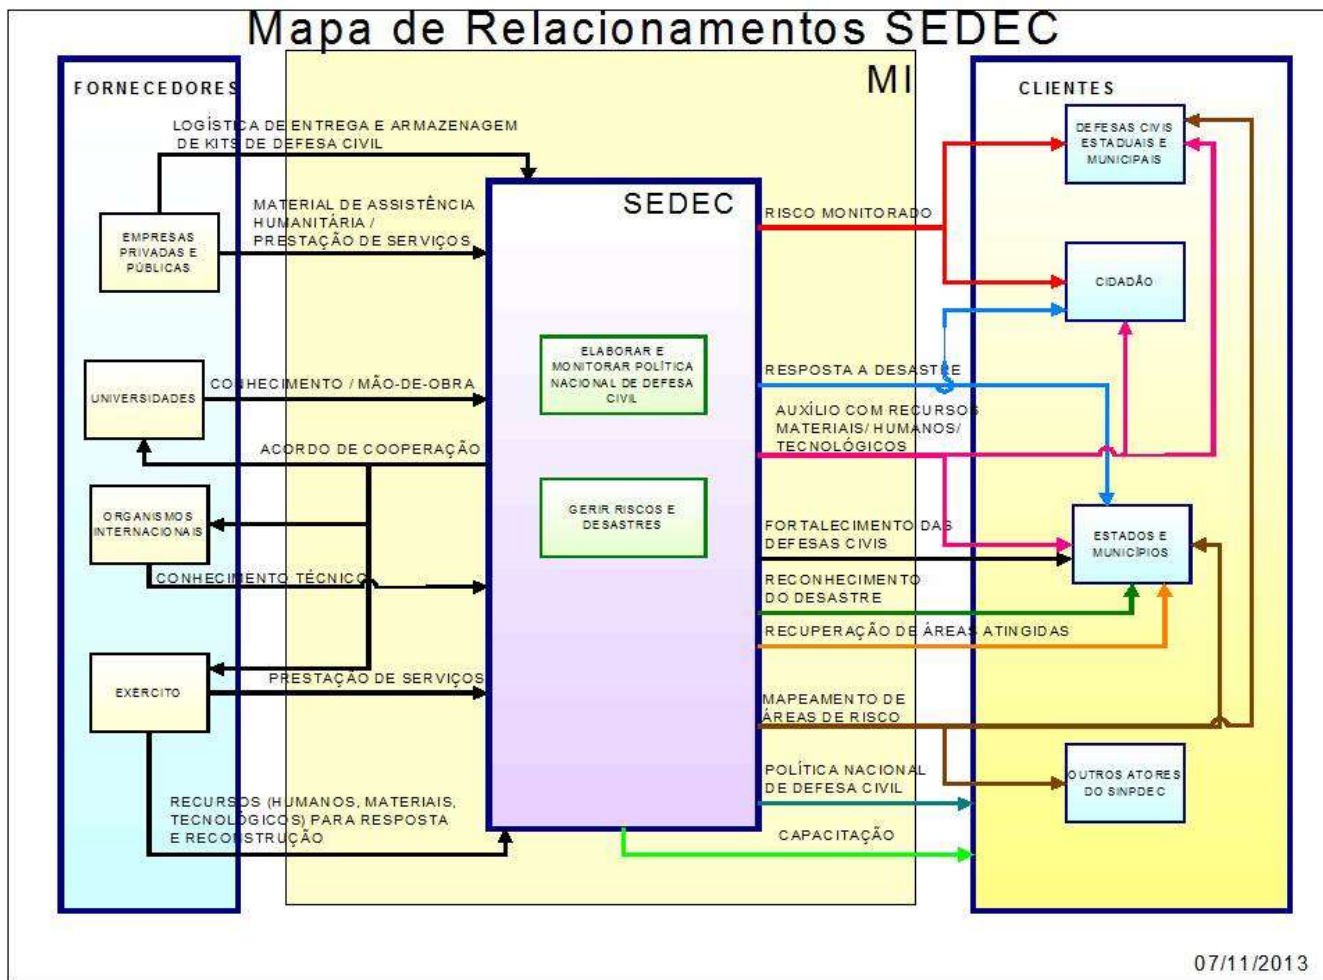 Mapa de Relacionamentos SEDEC
MI
FORNECEDORES
LOGÍSTICA DE ENTREGA E ARMAZENAGEM
DE KITS DE DEFESA CIVIL
EMPRESAS
PRIVADAS E
PÚBLICAS
MATERIAL DE ASSISTÊNCIA
HUMANITÁRIA /
PRESTAÇÃO DE SERVIÇOS
UNIVERSIDADES
CONHECIMENTO / MÃO-DE-OBRA
ACORDO DE COOPERAÇÃO
ORGANISMOS
INTERNACIONAIS
CONHECIMENTO TÉCNICO
EXÉRCITO
PRESTAÇÃO DE SERVIÇOS
RECURSOS (HUMANOS, MATERIAIS,
TECNOLÓGICOS) PARA RESPOSTA
E RECONSTRUÇÃO
SEDEC
ELABORAR E
MONITORAR POLÍTICA
NACIONAL DE DEFESA
CIVIL
GERIR RISCOS E
DESASTRES
RISCO MONITORADO
RESPOSTA A DESASTRE
AUXÍLIO COM RECURSOS
MATERIAIS/ HUMANOS/
TECNOLÓGICOS
FORTALECIMENTO DAS
DEFESAS CIVIS
RECONHECIMENTO
DO DESASTRE
RECUPERAÇÃO DE ÁREAS ATINGIDAS
MAPEAMENTO DE
ÁREAS DE RISCO
POLÍTICA NACIONAL
DE DEFESA CIVIL
CAPACITAÇÃO
CLIENTES
DEFESAS CIVIS
ESTADUAIS E
MUNICIPAIS
CIDADÃO
ESTADOS E
MUNICÍPIOS
OUTROS ATORES
DO SINPDEC
07/11/2013